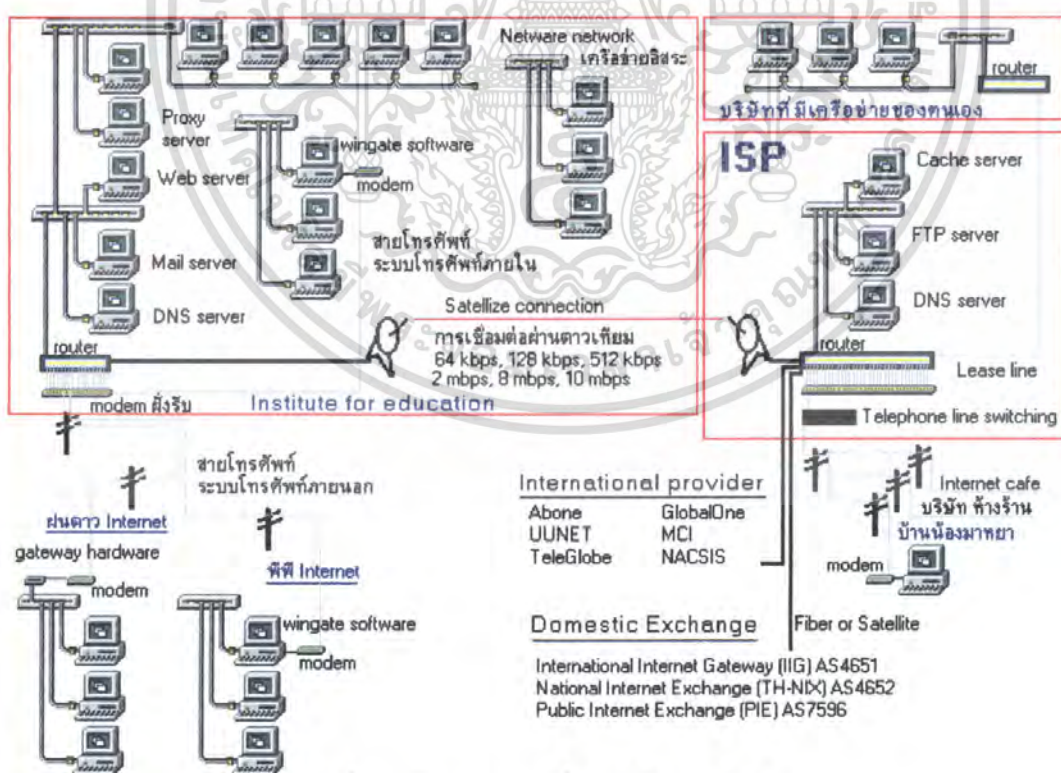 Netware network
เครือข่ายอิสระ
Proxy
server
Web server
wingate software
modem
สายโทรศัพท์
ระบบโทรศัพท์ภายใน
Mail server
DNS server
router
modem ฝั่งรับ
Satellize connection
การเชื่อมต่อผ่านดาวเทียม
64 kbps, 128 kbps, 512 kbps
2 mbps, 8 mbps, 10 mbps
Institute for education
router
บริษัทที่มีเครือข่ายของตนเอง
ISP
Cache server
FTP server
DNS server
router
Lease line
Telephone line switching
สายโทรศัพท์
ระบบโทรศัพท์ภายนอก
ฝนดาว Internet
gateway hardware
modem
พีพี Internet
wingate software
modem
International provider
Abone GlobalOne
UUNET MCI
TeleGlobe NACSIS
Internet cafe
บริษัท ห้างร้าน
บ้านน้องมาทยา
modem
Domestic Exchange
Fiber or Satellite
International Internet Gateway (IIG) AS4651
National Internet Exchange (TH-NIX) AS4652
Public Internet Exchange (PIE) AS7596